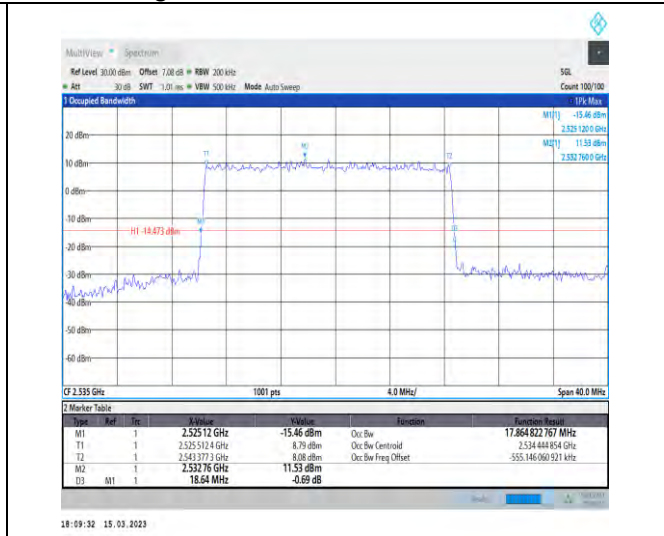 MultiView Spectrum
Ref Level 30.00 dBm Offset 7.08 dB RBW 200 kHz SGL
Att 30 dB SWT 1.01 ms VBW 500 kHz Mode Auto Sweep Count 100/100
1 Occupied Bandwidth 1Pk Max
M1[1] -15.46 dBm
2.525 120 0 GHz
M2[1] 11.53 dBm
2.532 760 0 GHz
20 dBm
T1 M2 T2
10 dBm
0 dBm
-10 dBm
M1
H1 -14.473 dBm
D3
-20 dBm
-30 dBm
-40 dBm
-50 dBm
-60 dBm
CF 2.535 GHz 1001 pts 4.0 MHz/ Span 40.0 MHz
2 Marker Table
Type Ref Trc X-Value Y-Value Function Function Result
M1 1 2.52512 GHz -15.46 dBm Occ Bw 17.864 822 767 MHz
T1 1 2.525 512 4 GHz 8.79 dBm Occ Bw Centroid 2.534 444 854 GHz
T2 1 2.543 377 3 GHz 8.08 dBm Occ Bw Freq Offset -555.146 060 921 kHz
M2 1 2.53276 GHz 11.53 dBm
D3 M1 1 18.64 MHz -0.69 dB
18:09:32 15.03.2023